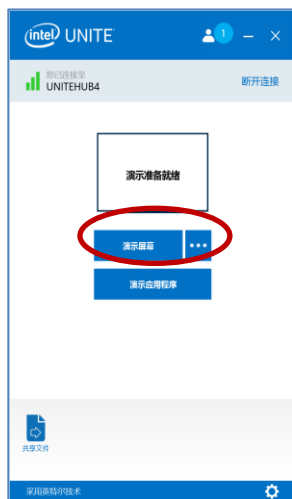 intel UNITE
1
您已连接至
UNITEHUB4
断开连接
演示准备就绪
演示屏幕
演示应用程序
共享文件
采用英特尔技术